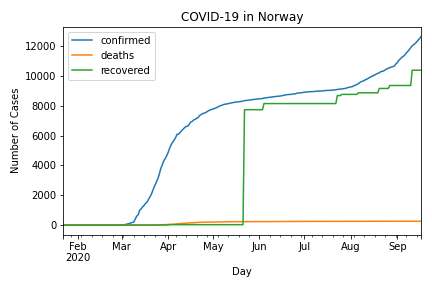 COVID-19 in Norway
confirmed
deaths
recovered
Number of Cases
12000
10000
8000
6000
4000
2000
0
Feb Mar Apr May Jun Jul Aug Sep
2020
Day